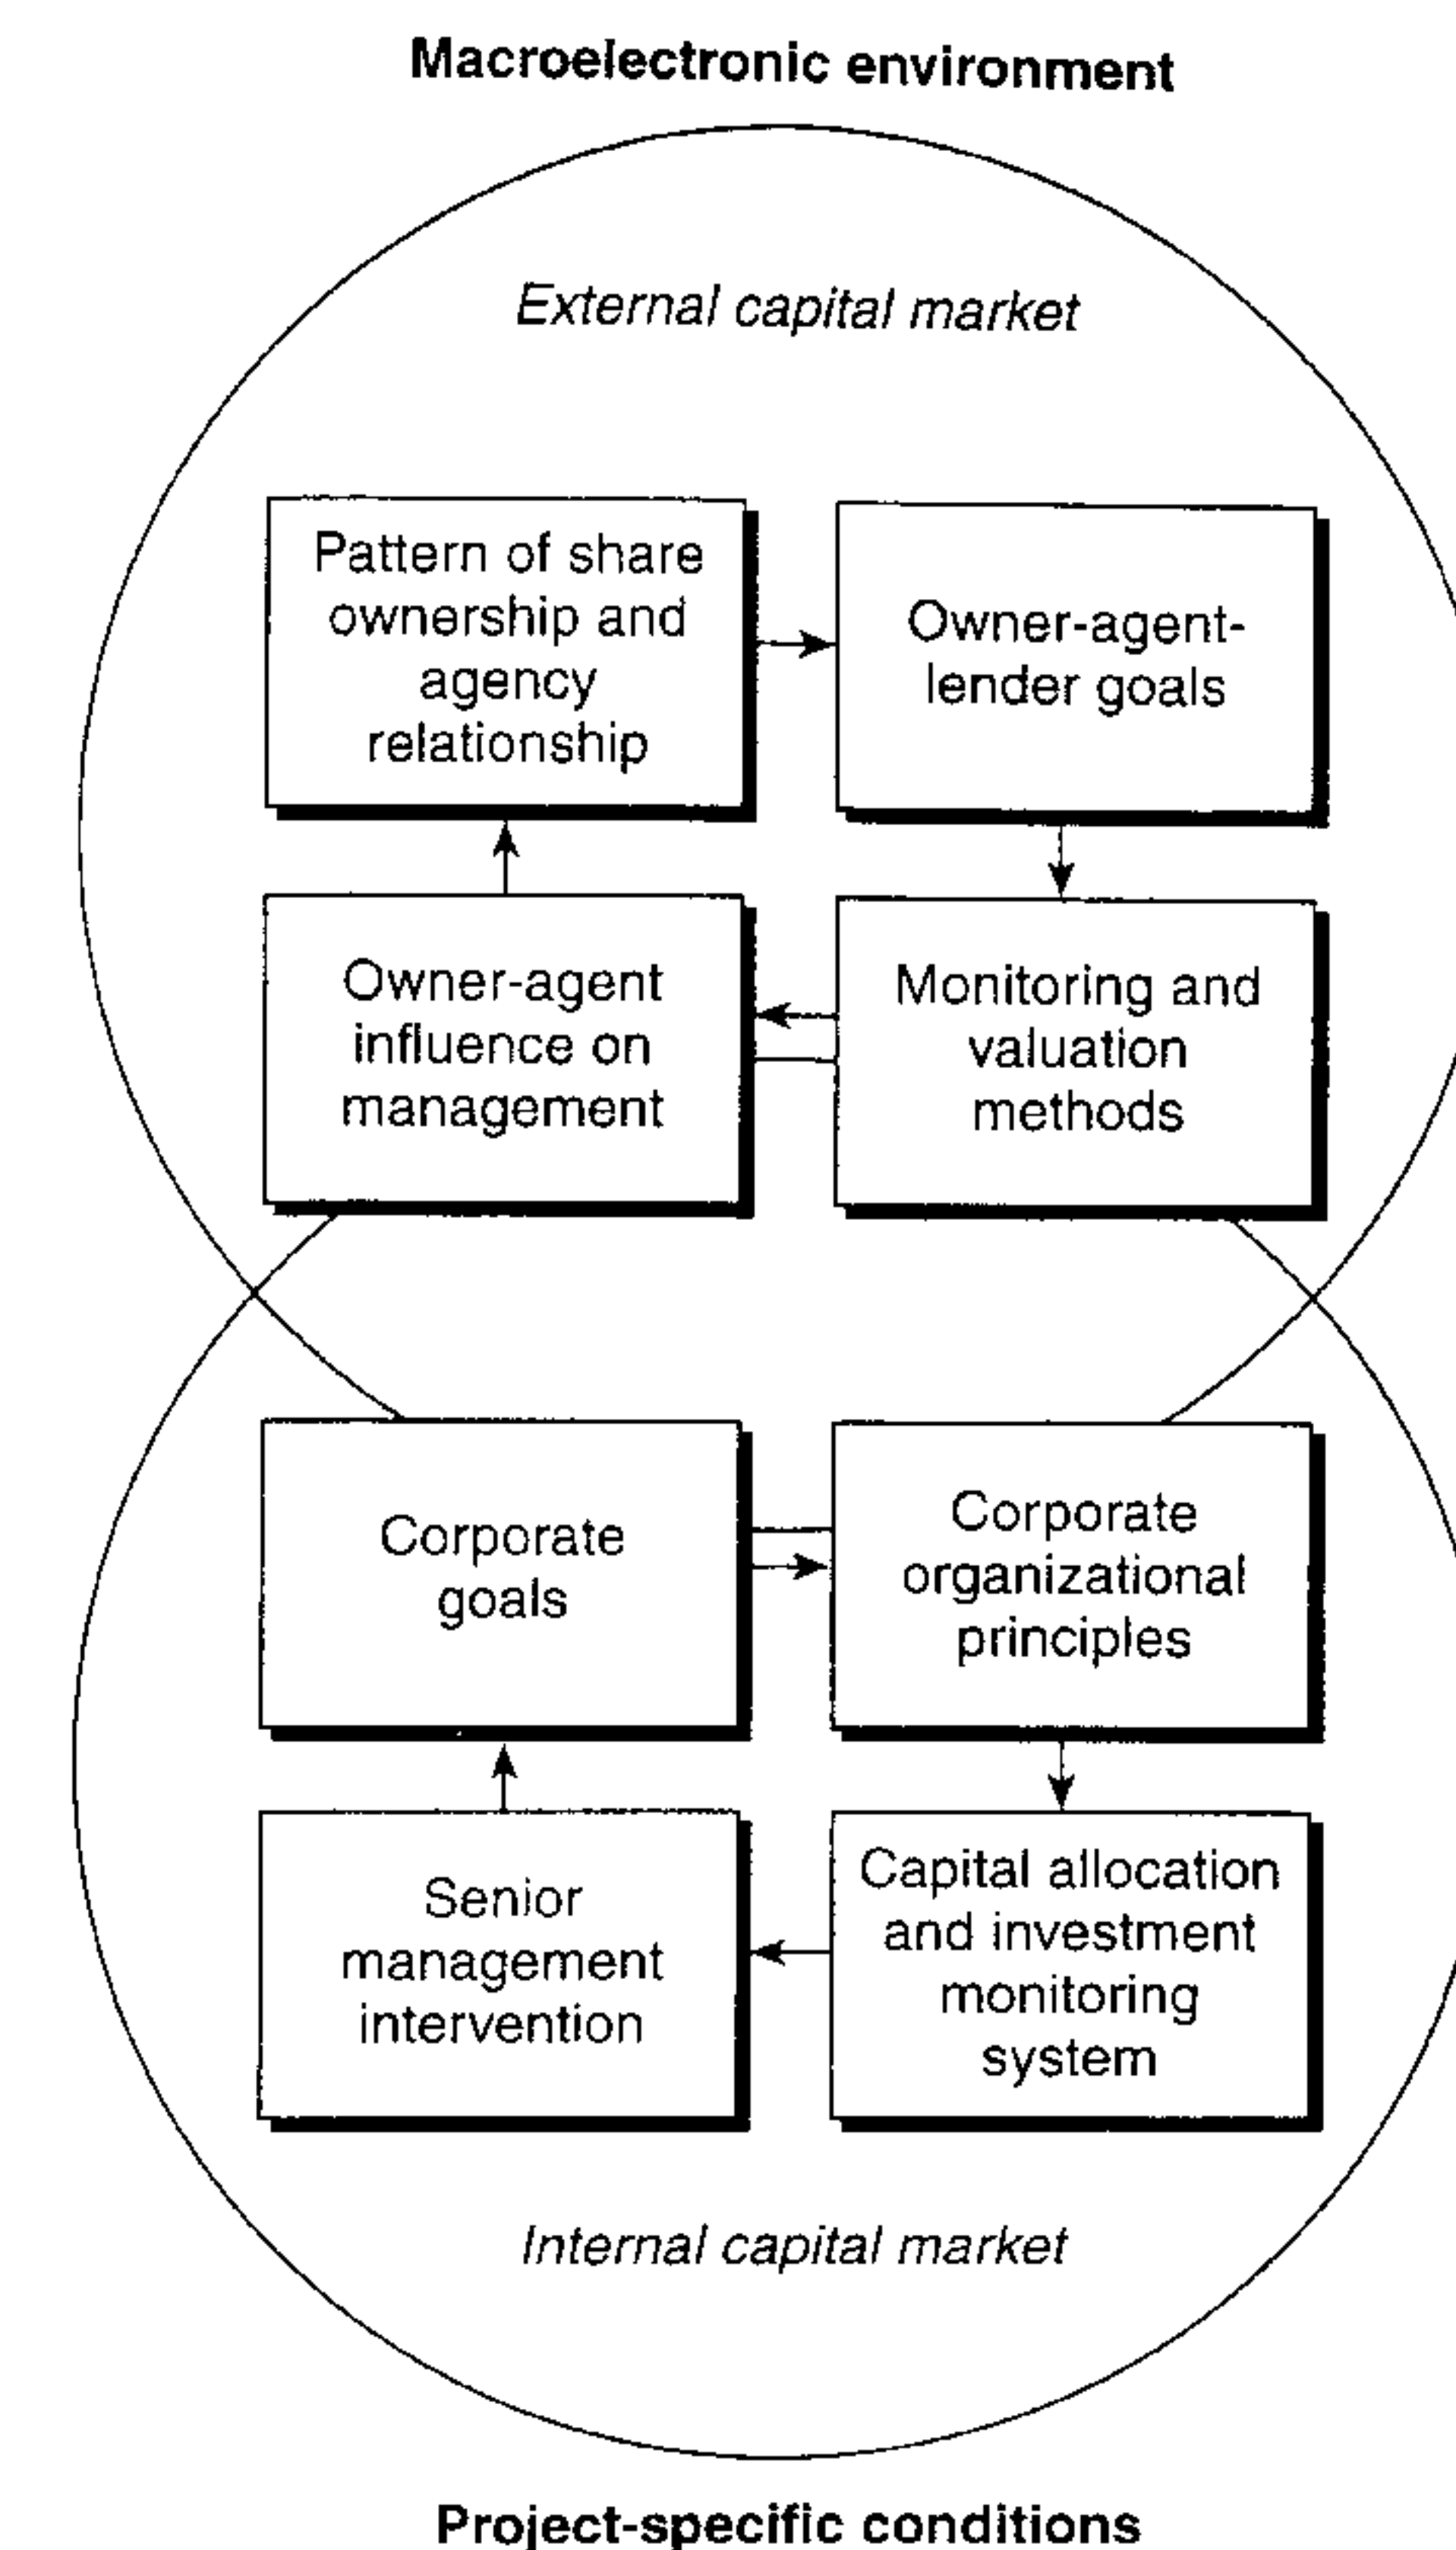 Macroelectronic environment
External capital market
Pattern of share
ownership and
agency
relationship
Owner-agent-
lender goals
Owner-agent
influence on
management
Monitoring and
valuation
methods
Corporate
goals
Corporate
organizational
principles
Senior
management
intervention
Capital allocation
and investment
monitoring
system
Internal capital market
Project-specific conditions